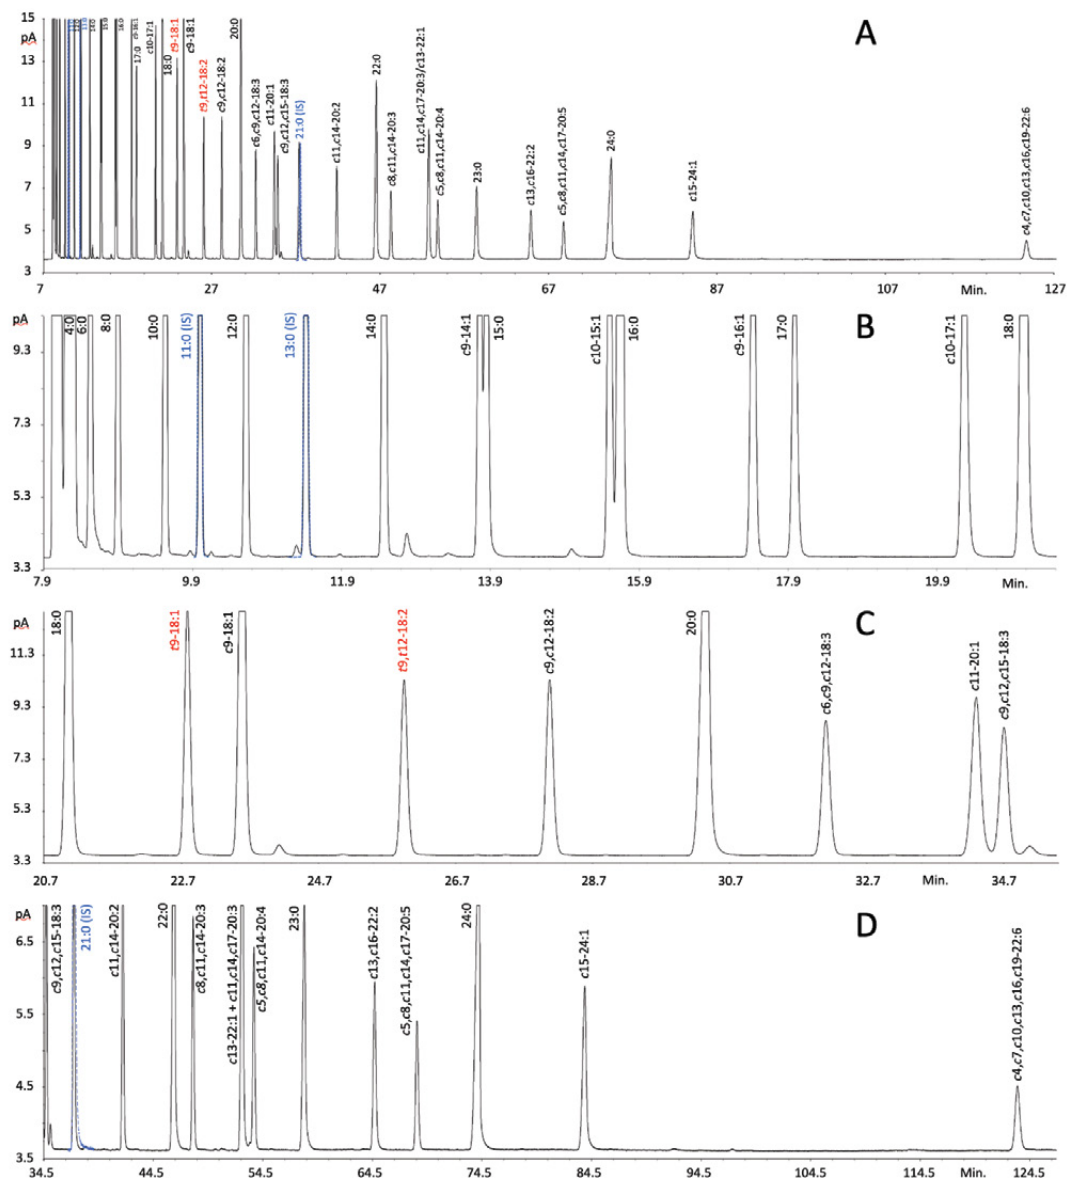 15
pA
13
11
9
7
5
3
A
11:0
12:0
13:0
14:0
15:0
16:0
c9-16:1
17:0
c10-17:1
18:0
t9-18:1
c9-18:1
t9,t12-18:2
c9,c12-18:2
20:0
c6,c9,c12-18:3
c11-20:1
c9,c12,c15-18:3
21:0 (IS)
c11,c14-20:2
22:0
c8,c11,c14-20:3
c11,c14,c17-20:3/c13-22:1
c5,c8,c11,c14-20:4
23:0
c13,c16-22:2
c5,c8,c11,c14,c17-20:5
24:0
c15-24:1
c4,c7,c10,c13,c16,c19-22:6
7 27 47 67 87 107 Min. 127
pA
9.3
7.3
5.3
3.3
B
4:0
6:0
8:0
10:0
11:0 (IS)
12:0
13:0 (IS)
14:0
c9-14:1
15:0
c10-15:1
16:0
c9-16:1
17:0
c10-17:1
18:0
7.9 9.9 11.9 13.9 15.9 17.9 19.9 Min.
pA
11.3
9.3
7.3
5.3
3.3
C
18:0
t9-18:1
c9-18:1
t9,t12-18:2
c9,c12-18:2
20:0
c6,c9,c12-18:3
c11-20:1
c9,c12,c15-18:3
20.7 22.7 24.7 26.7 28.7 30.7 32.7 Min. 34.7
pA
6.5
5.5
4.5
3.5
D
c9,c12,c15-18:3
21:0 (IS)
c11,c14-20:2
22:0
c8,c11,c14-20:3
c13-22:1 + c11,c14,c17-20:3
c5,c8,c11,c14-20:4
23:0
c13,c16-22:2
c5,c8,c11,c14,c17-20:5
24:0
c15-24:1
c4,c7,c10,c13,c16,c19-22:6
34.5 44.5 54.5 64.5 74.5 84.5 94.5 104.5 114.5 Min. 124.5